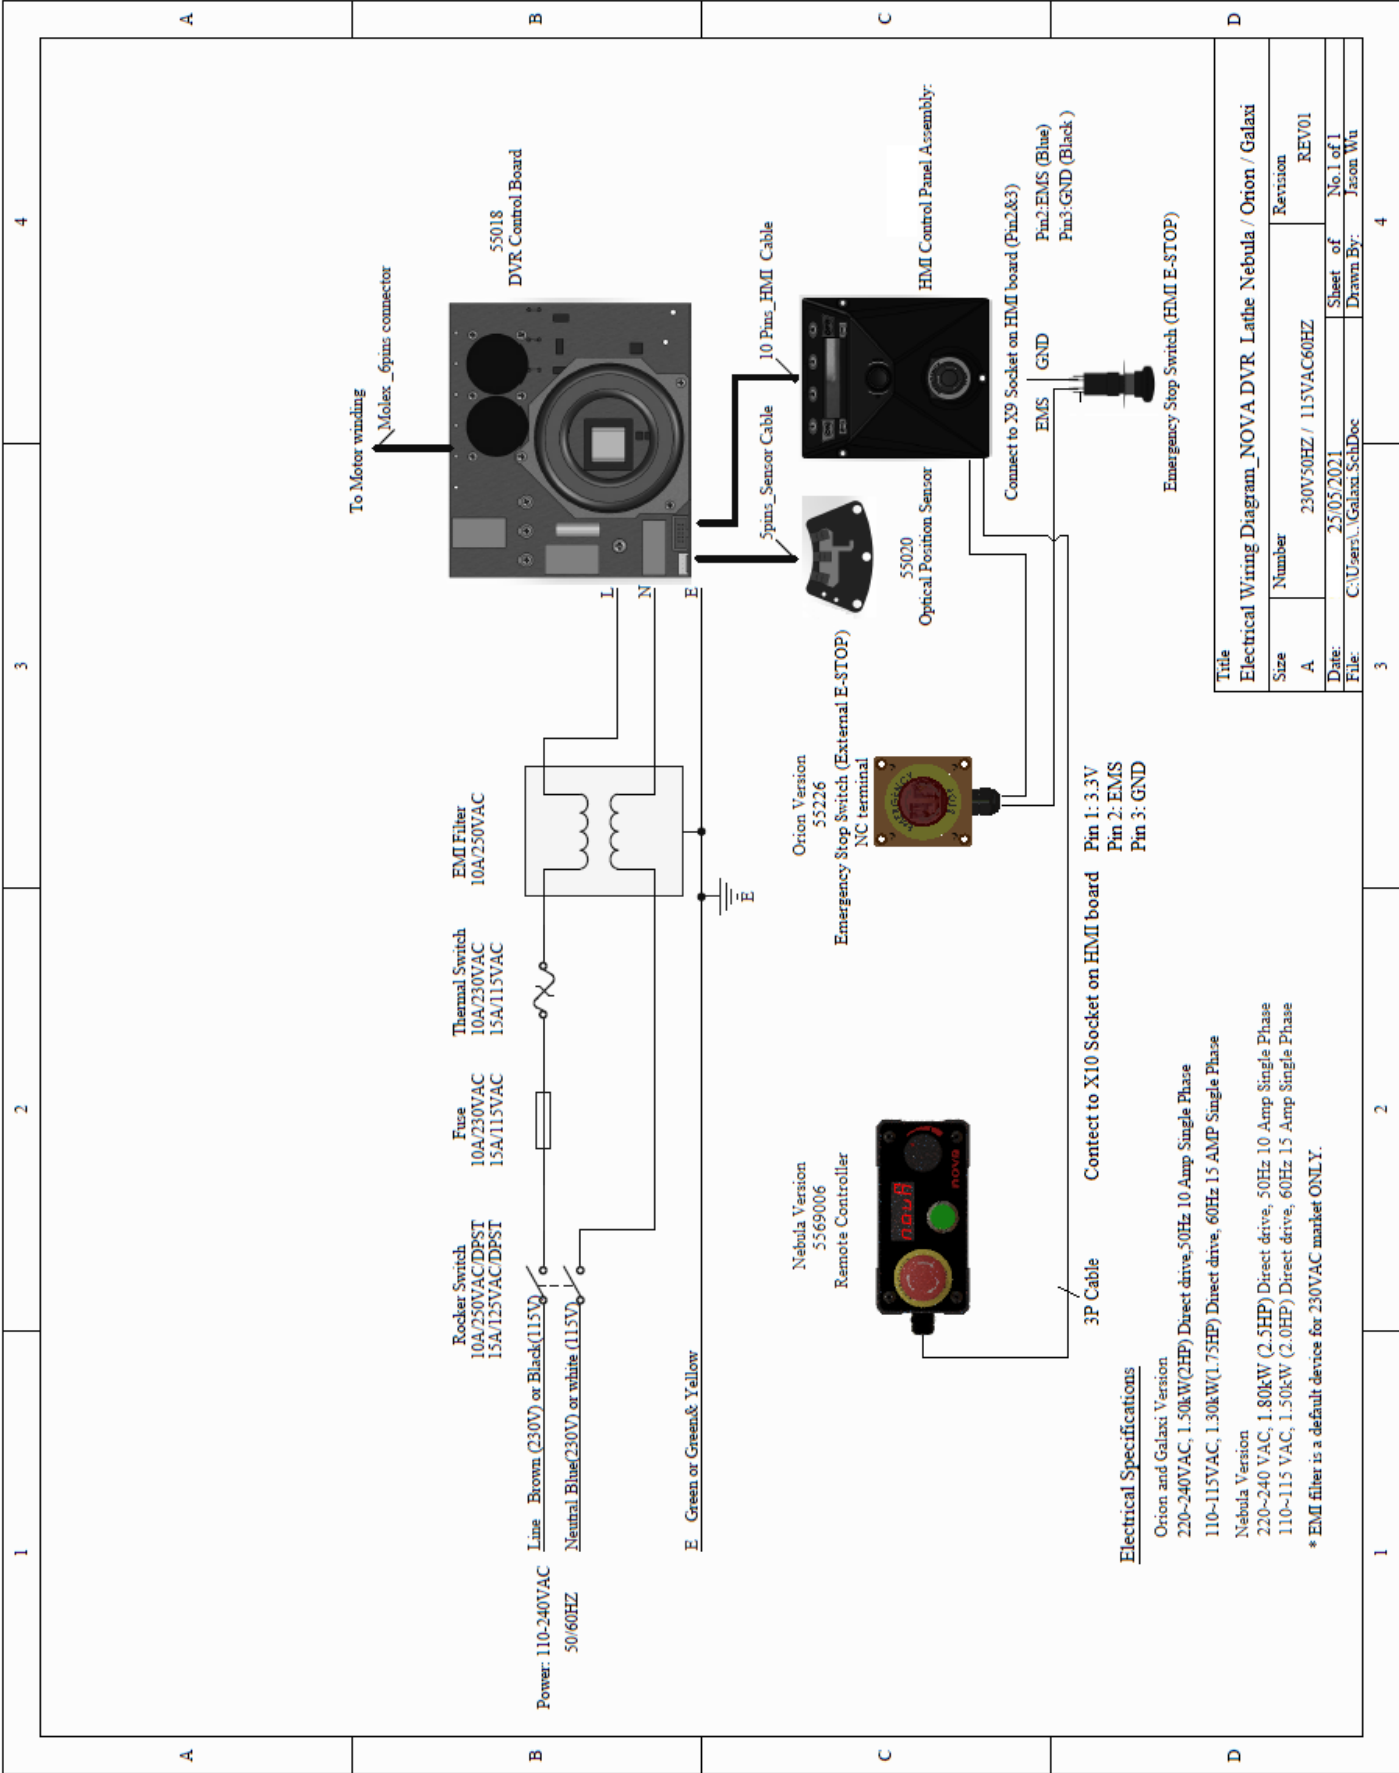 1
2
3
4
A
B
C
D
Power: 110-240VAC
50/60HZ
Line Brown (230V) or Black(115V)
Neutral Blue(230V) or white (115V)
E Green or Green& Yellow
Rocker Switch
10A/250VAC/DPST
15A/125VAC/DPST
Fuse
10A/230VAC
15A/115VAC
Thermal Switch
10A/230VAC
15A/115VAC
EMI Filter
10A/250VAC
E
L
N
E
To Motor winding
Molex _6pins connector
55018
DVR Control Board
5pins_Sensor Cable
10 Pins_HMI Cable
55020
Optical Position Sensor
HMI Control Panel Assembly:
Connect to X9 Socket on HMI board (Pin2&3)
EMS GND
Pin2:EMS (Blue)
Pin3:GND (Black )
Emergency Stop Switch (HMI E-STOP)
Orion Version
55226
Emergency Stop Switch (External E-STOP)
NC terminal
EMERGENCY
STOP
Nebula Version
5569006
Remote Controller
nova
nova
3P Cable
Contect to X10 Socket on HMI board
Pin 1: 3.3V
Pin 2: EMS
Pin 3: GND
Electrical Specifications
Orion and Galaxi Version
220~240VAC, 1.50kW(2HP) Direct drive,50Hz 10 Amp Single Phase
110~115VAC, 1.30kW(1.75HP) Direct drive, 60Hz 15 AMP Single Phase
Nebula Version
220~240 VAC, 1.80kW (2.5HP) Direct drive, 50Hz 10 Amp Single Phase
110~115 VAC, 1.50kW (2.0HP) Direct drive, 60Hz 15 Amp Single Phase
* EMI filter is a default device for 230VAC market ONLY.
Title
Electrical Wiring Diagram_NOVA DVR Lathe Nebula / Orion / Galaxi
Size Number Revision
A 230V50HZ / 115VAC60HZ REV01
Date: 25/05/2021 Sheet of No.1 of 1
File: C:\Users\..\Galaxi.SchDoc Drawn By: Jason Wu
1
2
3
4
A
B
C
D